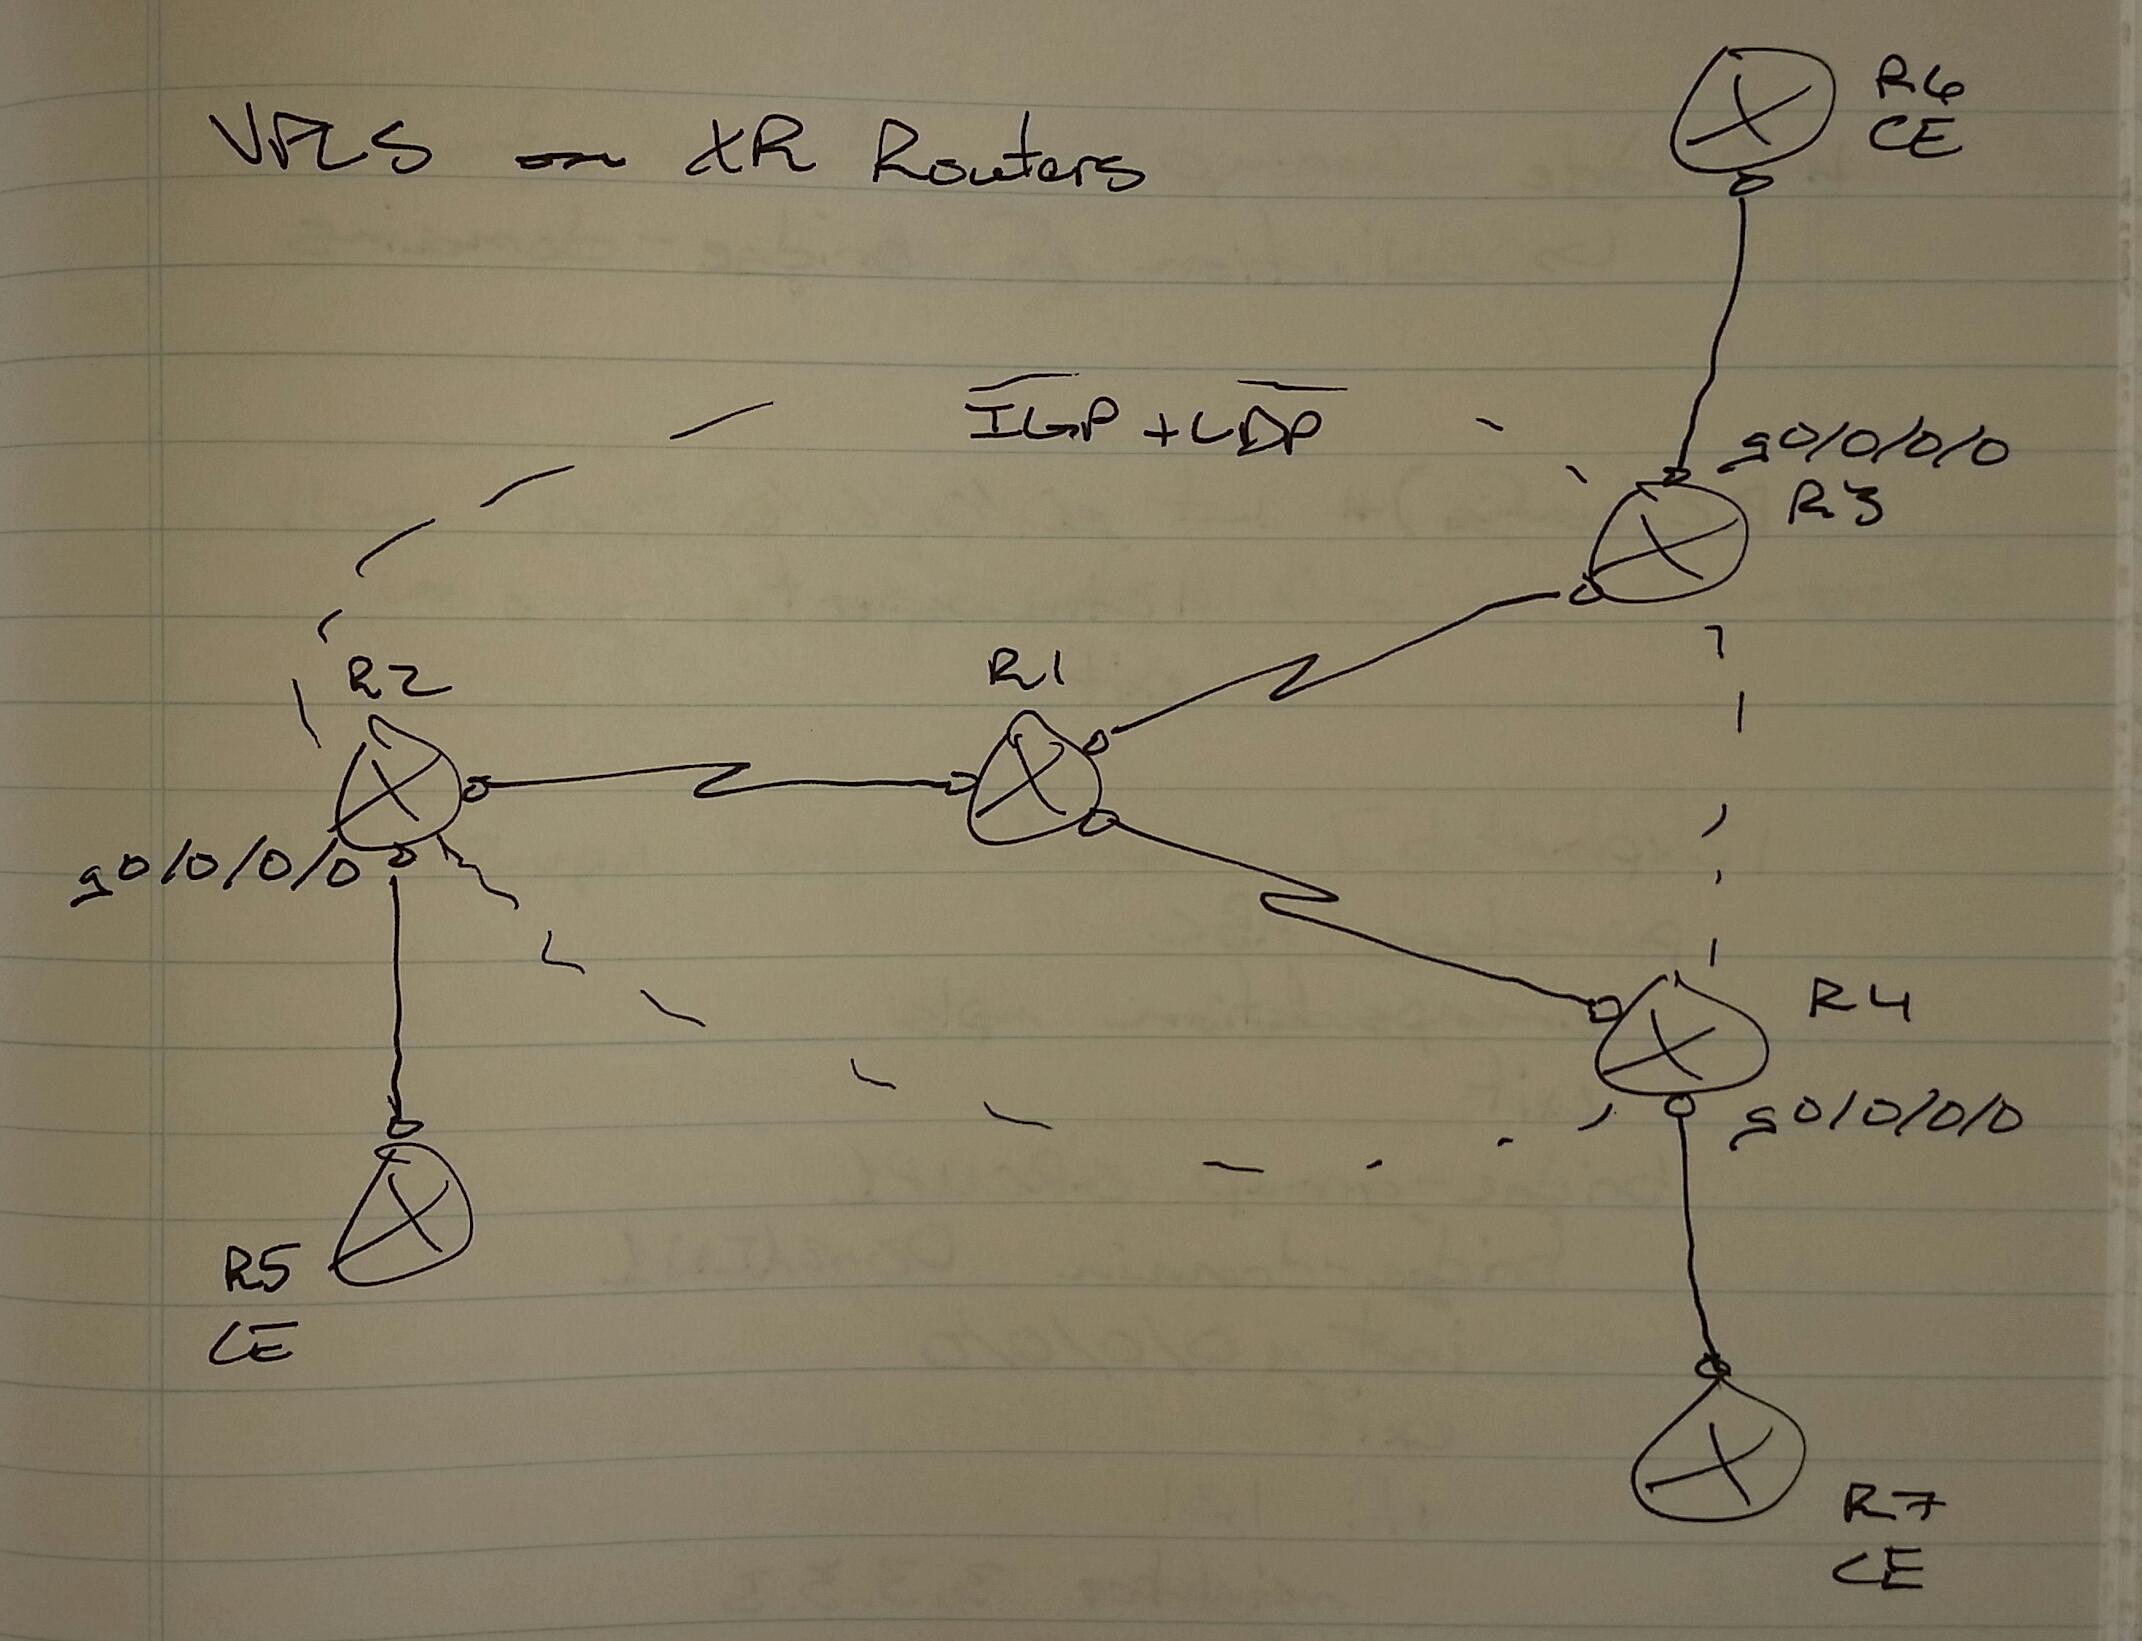 VPLS on XR Routers
R6
CE
IGP + LDP
g0/0/0/0
R3
R2
R1
g0/0/0/0
R4
g0/0/0/0
R5
CE
R7
CE